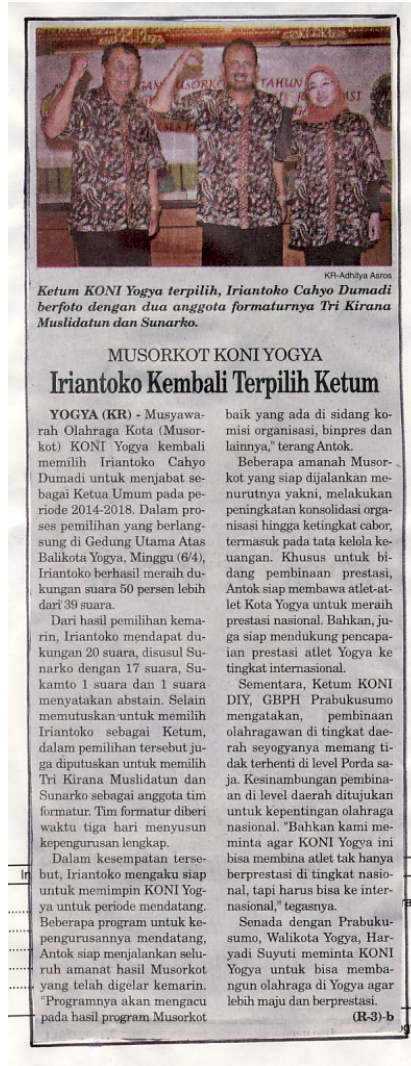 KR-Adhitya Asros
Ketum KONI Yogya terpilih, Iriantoko Cahyo Dumadi
berfoto dengan dua anggota formaturnya Tri Kirana
Muslidatun dan Sunarko.
MUSORKOT KONI YOGYA
Iriantoko Kembali Terpilih Ketum
YOGYA (KR) - Musyawa-
rah Olahraga Kota (Musor-
kot) KONI Yogya kembali
memilih Iriantoko Cahyo
Dumadi untuk menjabat se-
bagai Ketua Umum pada pe-
riode 2014-2018. Dalam pro-
ses pemilihan yang berlang-
sung di Gedung Utama Atas
Balikota Yogya, Minggu (6/4),
Iriantoko berhasil meraih du-
kungan suara 50 persen lebih
dari 39 suara.
Dari hasil pemilihan kema-
rin, Iriantoko mendapat du-
kungan 20 suara, disusul Su-
narko dengan 17 suara, Su-
kamto 1 suara dan 1 suara
menyatakan abstain. Selain
memutuskan untuk memilih
Iriantoko sebagai Ketum,
dalam pemilihan tersebut ju-
ga diputuskan untuk memilih
Tri Kirana Muslidatun dan
Sunarko sebagai anggota tim
formatur. Tim formatur diberi
waktu tiga hari menyusun
kepengurusan lengkap.
Dalam kesempatan terse-
but, Iriantoko mengaku siap
untuk memimpin KONI Yog-
ya untuk periode mendatang.
Beberapa program untuk ke-
pengurusannya mendatang,
Antok siap menjalankan selu-
ruh amanat hasil Musorkot
yang telah digelar kemarin.
"Programnya akan mengacu
pada hasil program Musorkot
baik yang ada di sidang ko-
misi organisasi, binpres dan
lainnya," terang Antok.
Beberapa amanah Musor-
kot yang siap dijalankan me-
nurutnya yakni, melakukan
peningkatan konsolidasi orga-
nisasi hingga ketingkat cabor,
termasuk pada tata kelola ke-
uangan. Khusus untuk bi-
dang pembinaan prestasi,
Antok siap membawa atlet-at-
let Kota Yogya untuk meraih
prestasi nasional. Bahkan, ju-
ga siap mendukung pencapa-
ian prestasi atlet Yogya ke
tingkat internasional.
Sementara, Ketum KONI
DIY, GBPH Prabukusumo
mengatakan, pembinaan
olahragawan di tingkat dae-
rah seyogyanya memang ti-
dak terhenti di level Porda sa-
ja. Kesinambungan pembina-
an di level daerah ditujukan
untuk kepentingan olahraga
nasional. "Bahkan kami me-
minta agar KONI Yogya ini
bisa membina atlet tak hanya
berprestasi di tingkat nasio-
nal, tapi harus bisa ke inter-
nasional," tegasnya.
Senada dengan Prabuku-
sumo, Walikota Yogya, Har-
yadi Suyuti meminta KONI
Yogya untuk bisa memba-
ngun olahraga di Yogya agar
lebih maju dan berprestasi.
(R-3)-b